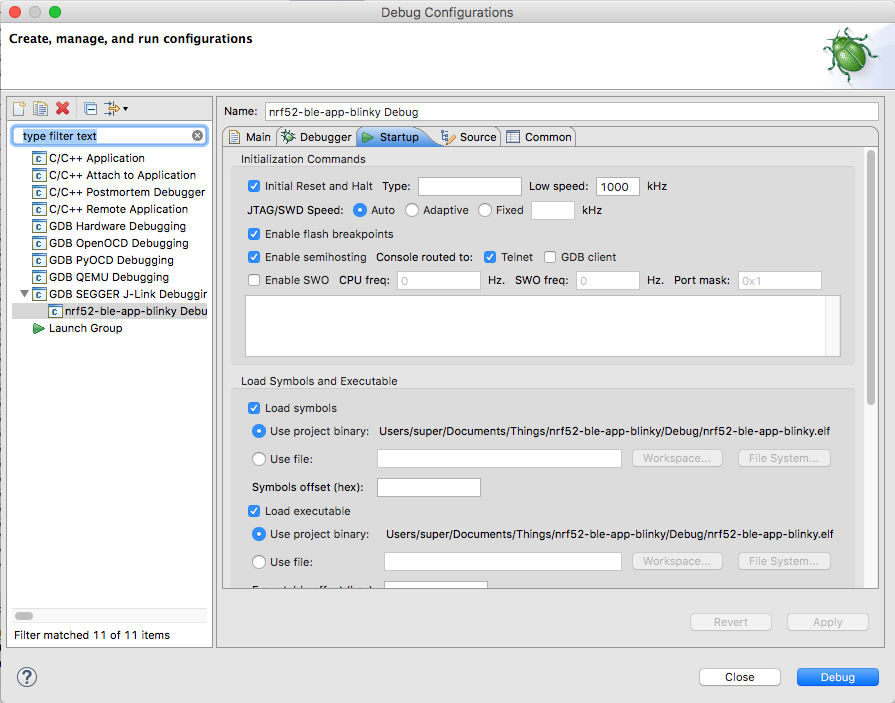 Debug Configurations
Create, manage, and run configurations
type filter text
C/C++ Application
C/C++ Attach to Application
C/C++ Postmortem Debugger
C/C++ Remote Application
GDB Hardware Debugging
GDB OpenOCD Debugging
GDB PyOCD Debugging
GDB QEMU Debugging
GDB SEGGER J-Link Debuggin
nrf52-ble-app-blinky Debu
Launch Group
Filter matched 11 of 11 items
Name: nrf52-ble-app-blinky Debug
Main Debugger Startup Source Common
Initialization Commands
Initial Reset and Halt Type: Low speed: 1000 kHz
JTAG/SWD Speed: Auto Adaptive Fixed kHz
Enable flash breakpoints
Enable semihosting Console routed to: Telnet GDB client
Enable SWO CPU freq: 0 Hz. SWO freq: 0 Hz. Port mask: 0x1
Load Symbols and Executable
Load symbols
Use project binary: Users/super/Documents/Things/nrf52-ble-app-blinky/Debug/nrf52-ble-app-blinky.elf
Use file: Workspace... File System...
Symbols offset (hex):
Load executable
Use project binary: Users/super/Documents/Things/nrf52-ble-app-blinky/Debug/nrf52-ble-app-blinky.elf
Use file: Workspace... File System...
Revert Apply
? Close Debug